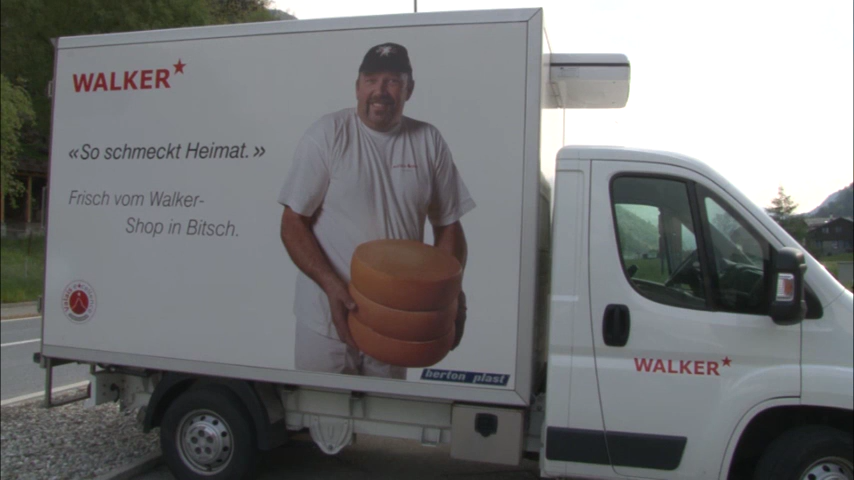 WALKER★
«So schmeckt Heimat.»
Frisch vom Walker-
Shop in Bitsch.
berton plast
WALKER★